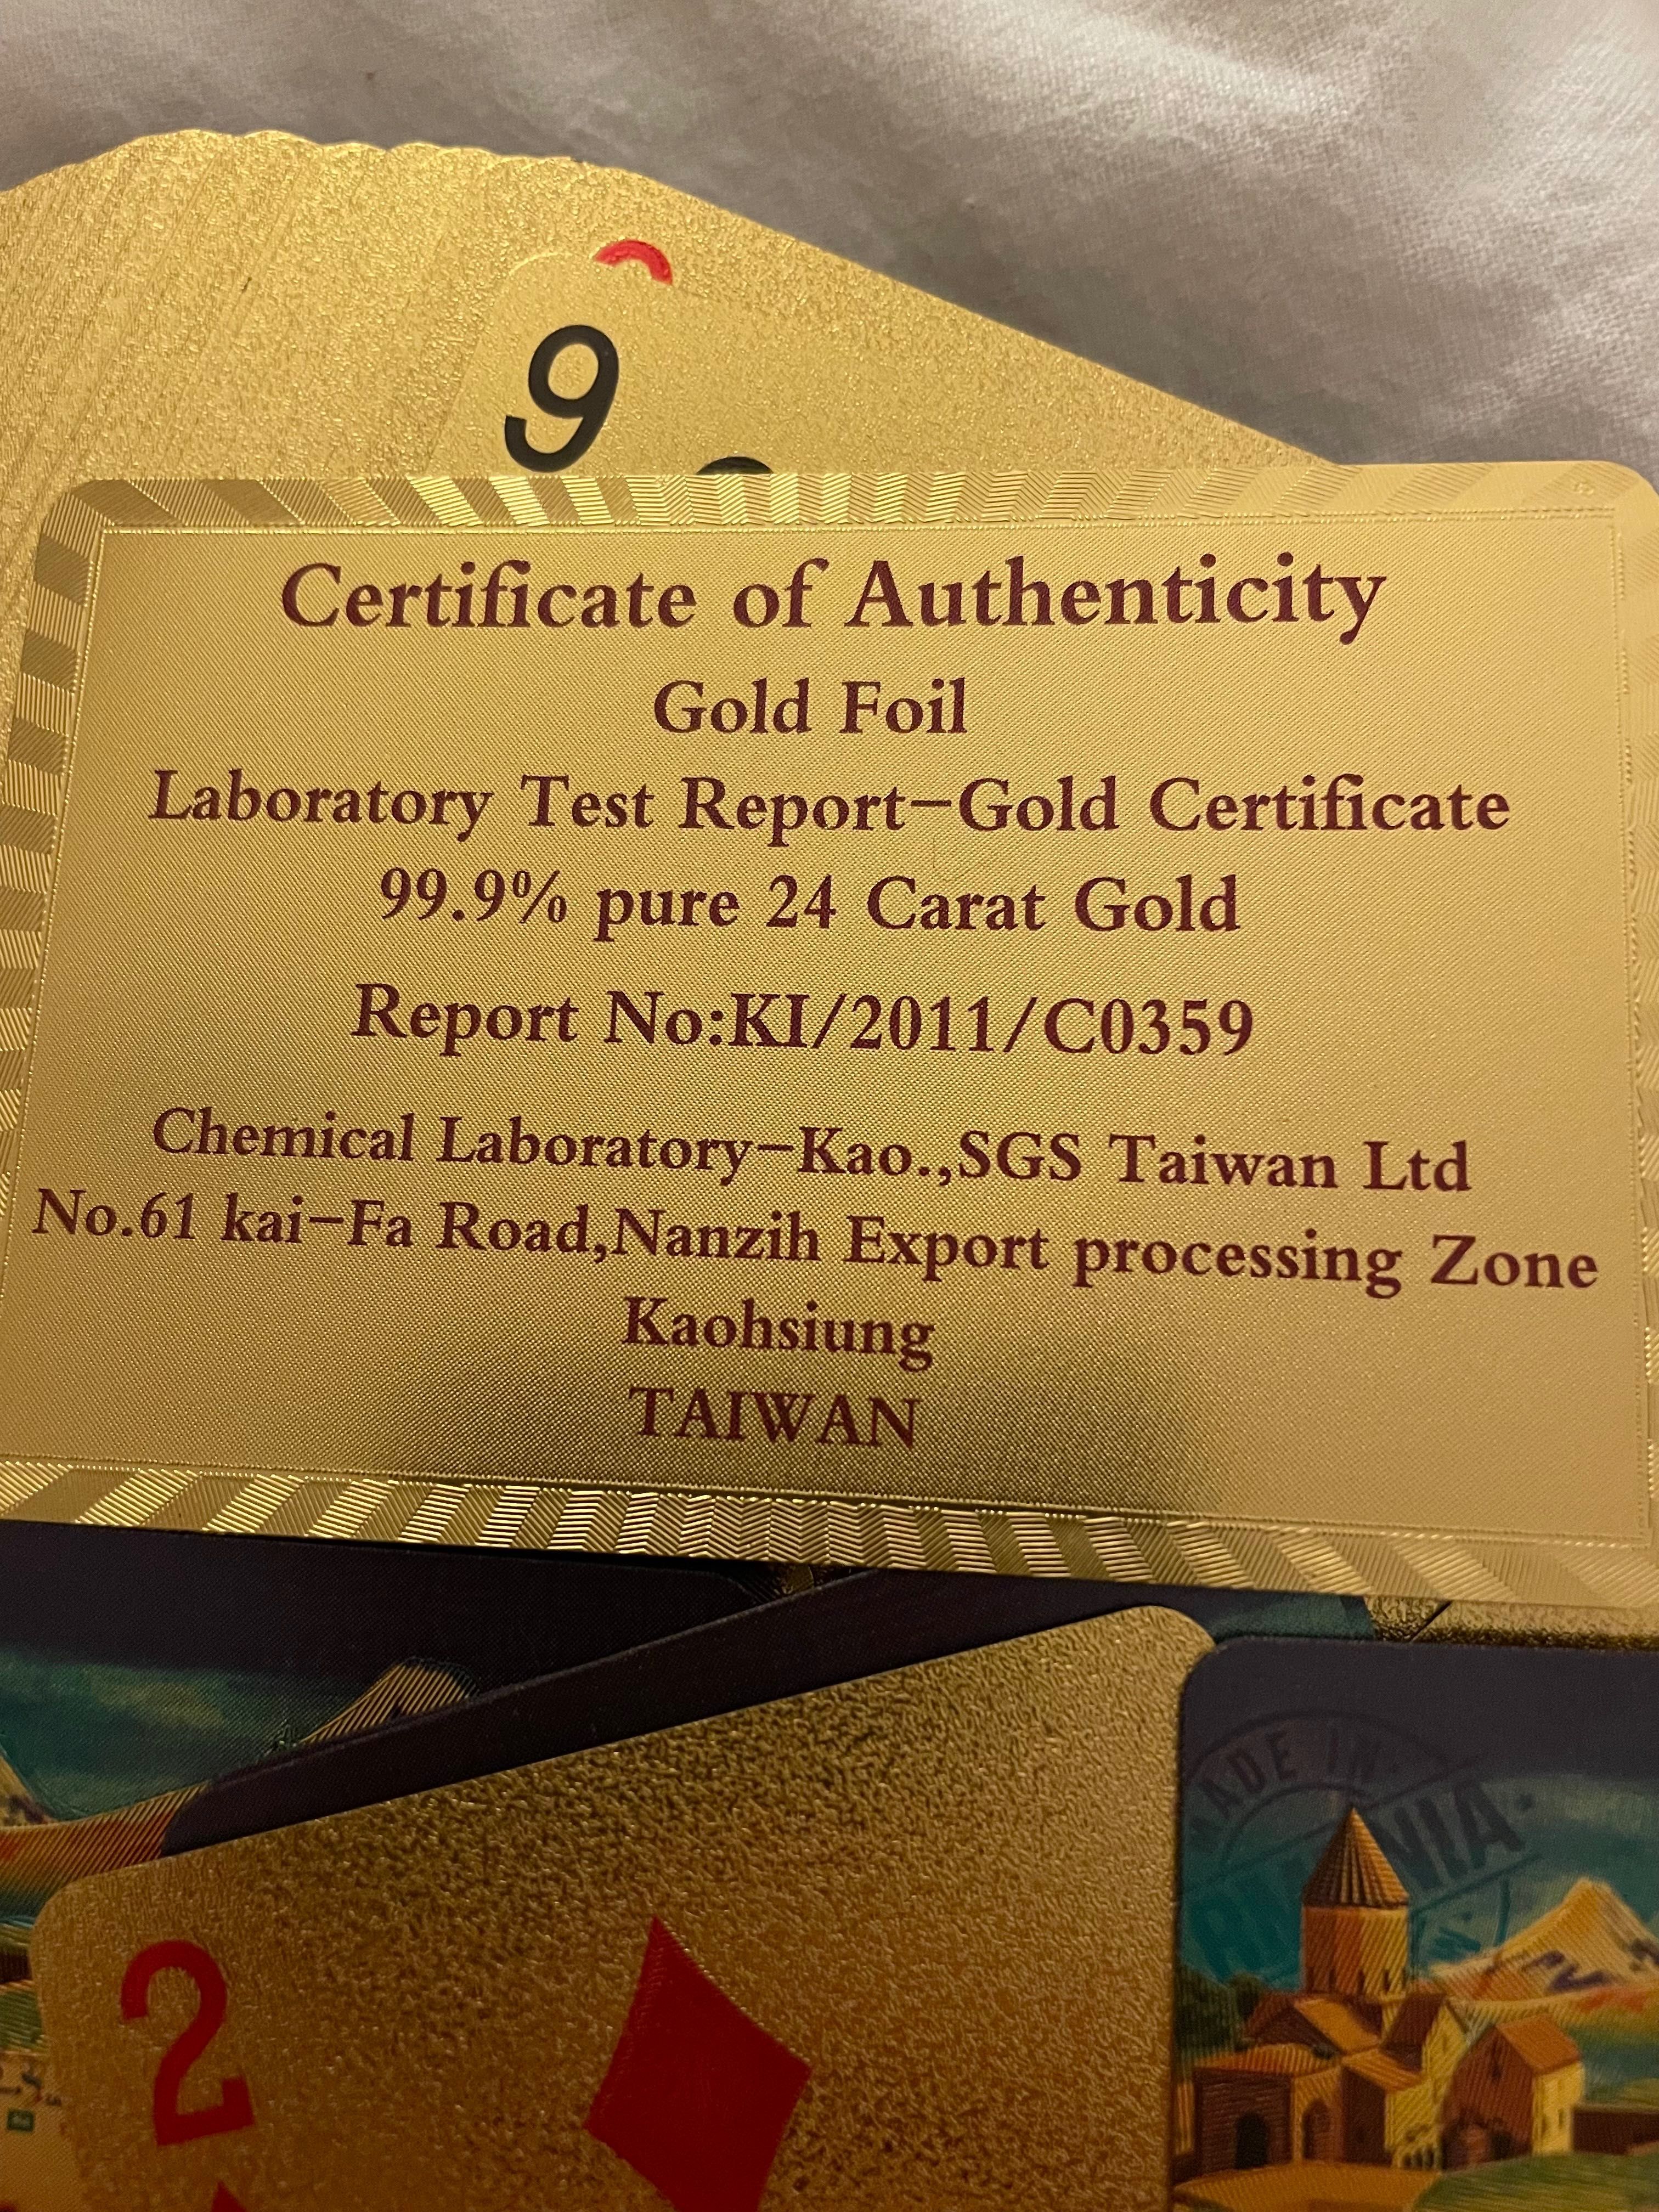 9
Certificate of Authenticity
Gold Foil
Laboratory Test Report-Gold Certificate
99.9% pure 24 Carat Gold
Report No:KI/2011/C0359
Chemical Laboratory-Kao.,SGS Taiwan Ltd
No.61 kai-Fa Road,Nanzih Export processing Zone
Kaohsiung
TAIWAN
MADE IN
2